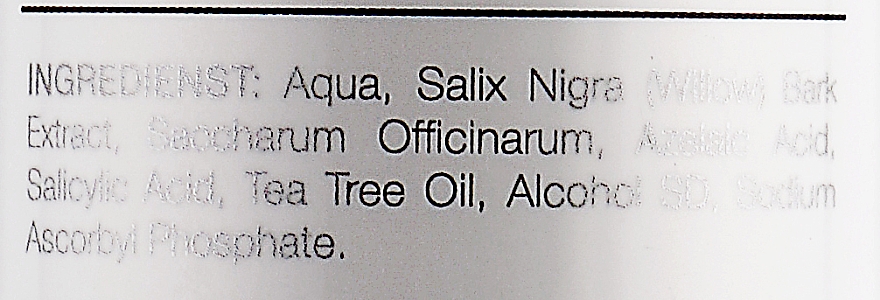 INGREDIENST: Aqua, Salix Nigra (Willow) Bark
Extract, Saccharum Officinarum, Azelaic Acid,
Salicylic Acid, Tea Tree Oil, Alcohol SD, Sodium
Ascorbyl Phosphate.